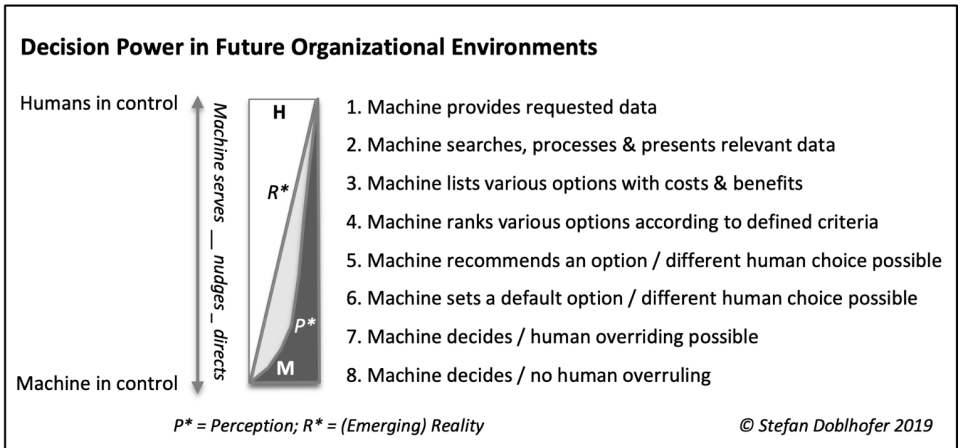 Decision Power in Future Organizational Environments
Humans in control
Machine serves __ nudges _ directs
Machine in control
H
R*
P*
M
1. Machine provides requested data
2. Machine searches, processes & presents relevant data
3. Machine lists various options with costs & benefits
4. Machine ranks various options according to defined criteria
5. Machine recommends an option / different human choice possible
6. Machine sets a default option / different human choice possible
7. Machine decides / human overriding possible
8. Machine decides / no human overruling
P* = Perception; R* = (Emerging) Reality
© Stefan Doblhofer 2019